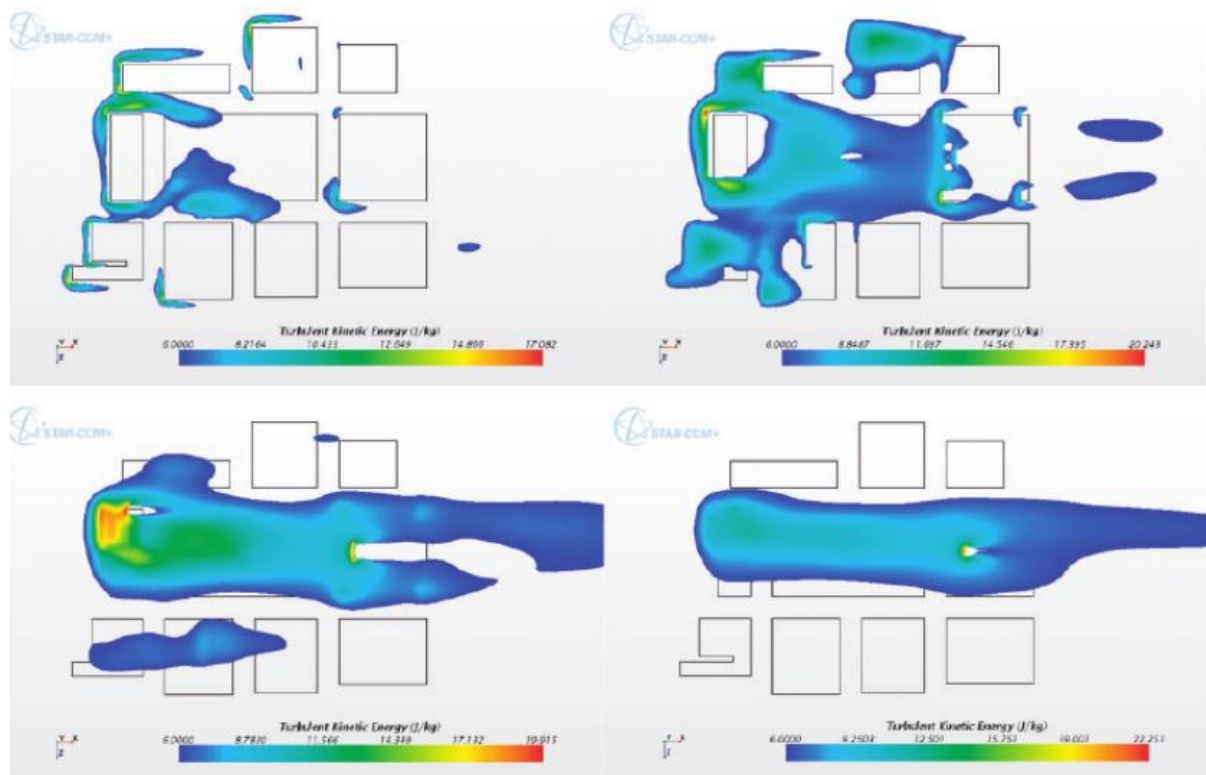 STAR-CCM+
Turbulent Kinetic Energy (J/kg)
6.0000 8.2164 10.433 12.649 14.866 17.082
Y X
Z
STAR-CCM+
Turbulent Kinetic Energy (J/kg)
6.0000 8.8487 11.697 14.546 17.395 20.243
Y X
Z
STAR-CCM+
Turbulent Kinetic Energy (J/kg)
6.0000 8.7830 11.566 14.349 17.132 19.915
Y X
Z
STAR-CCM+
Turbulent Kinetic Energy (J/kg)
6.0000 9.2503 12.501 15.751 19.001 22.251
Y X
Z